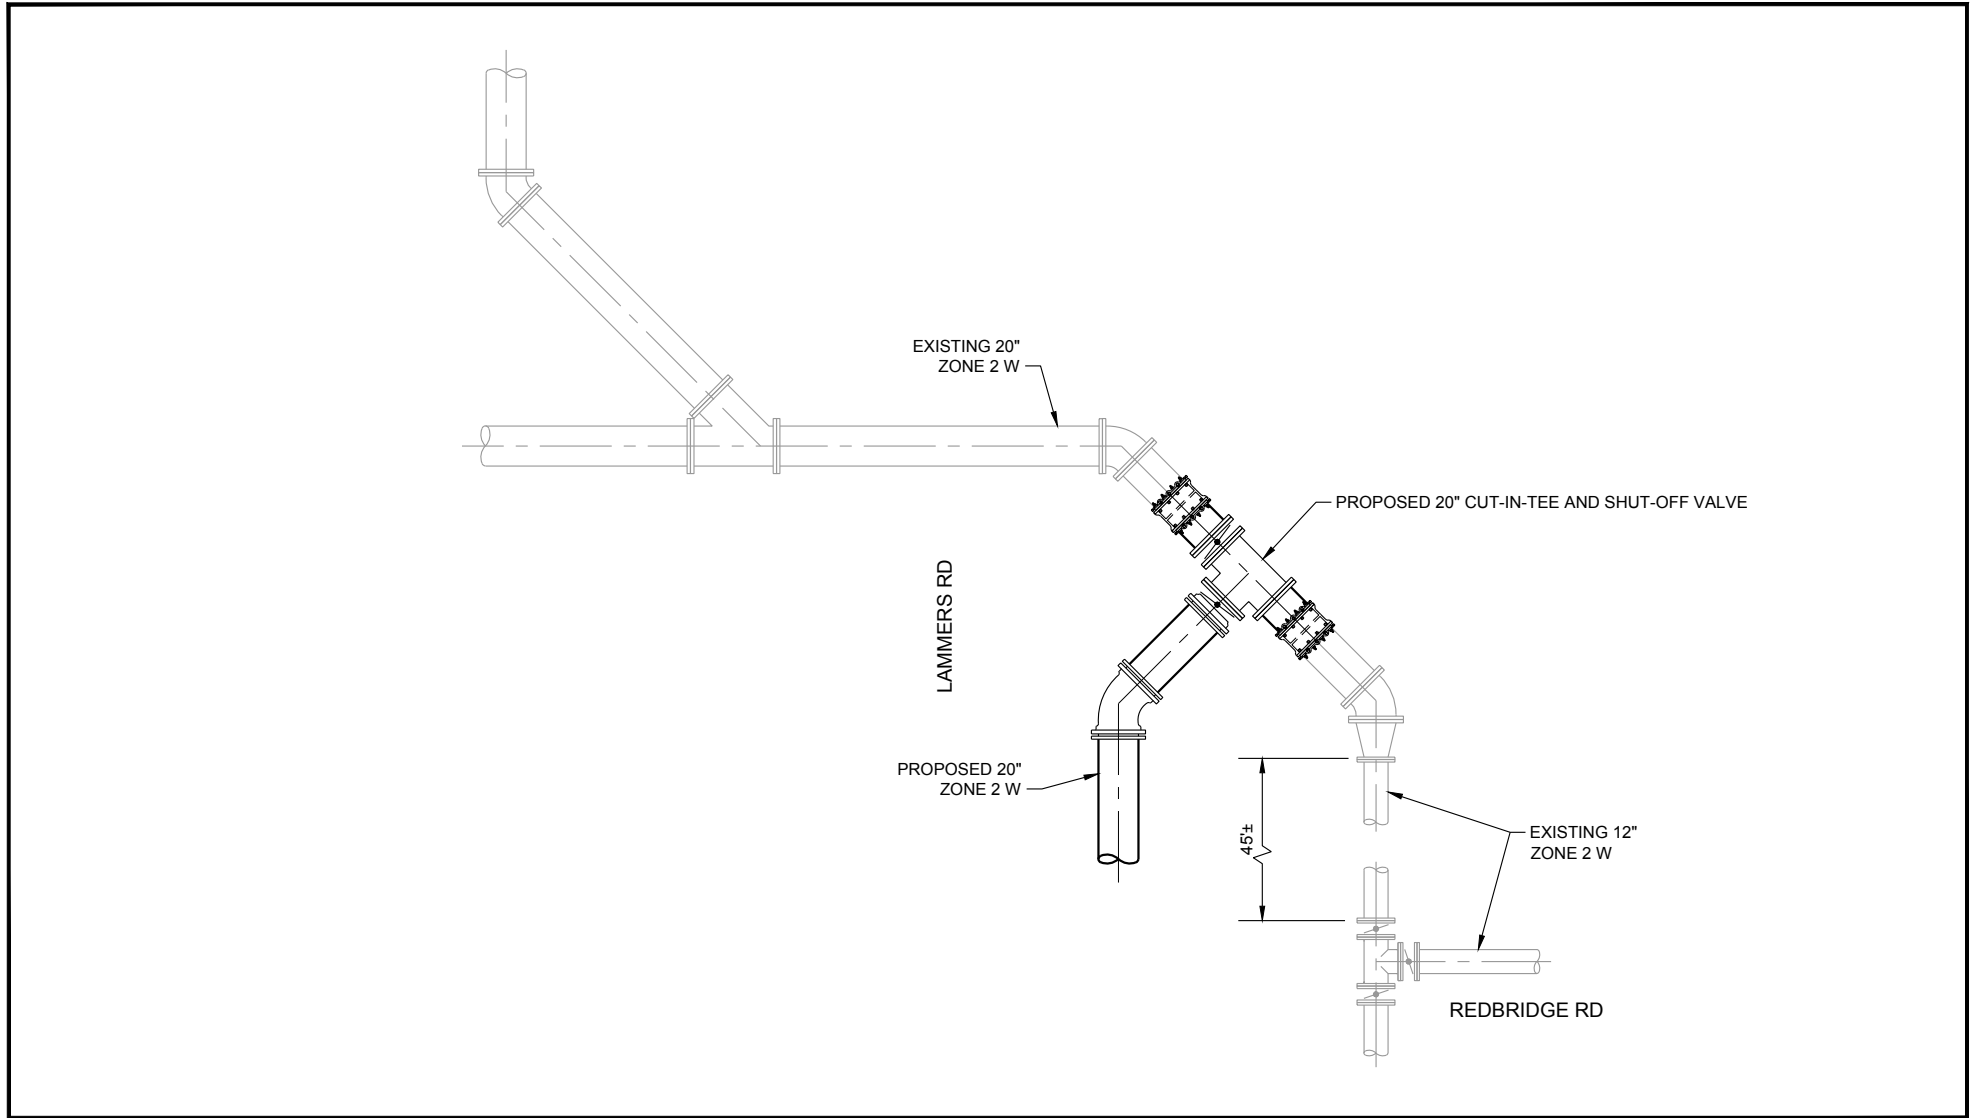 EXISTING 20"
ZONE 2 W
PROPOSED 20" CUT-IN-TEE AND SHUT-OFF VALVE
LAMMERS RD
PROPOSED 20"
ZONE 2 W
45'±
EXISTING 12"
ZONE 2 W
REDBRIDGE RD